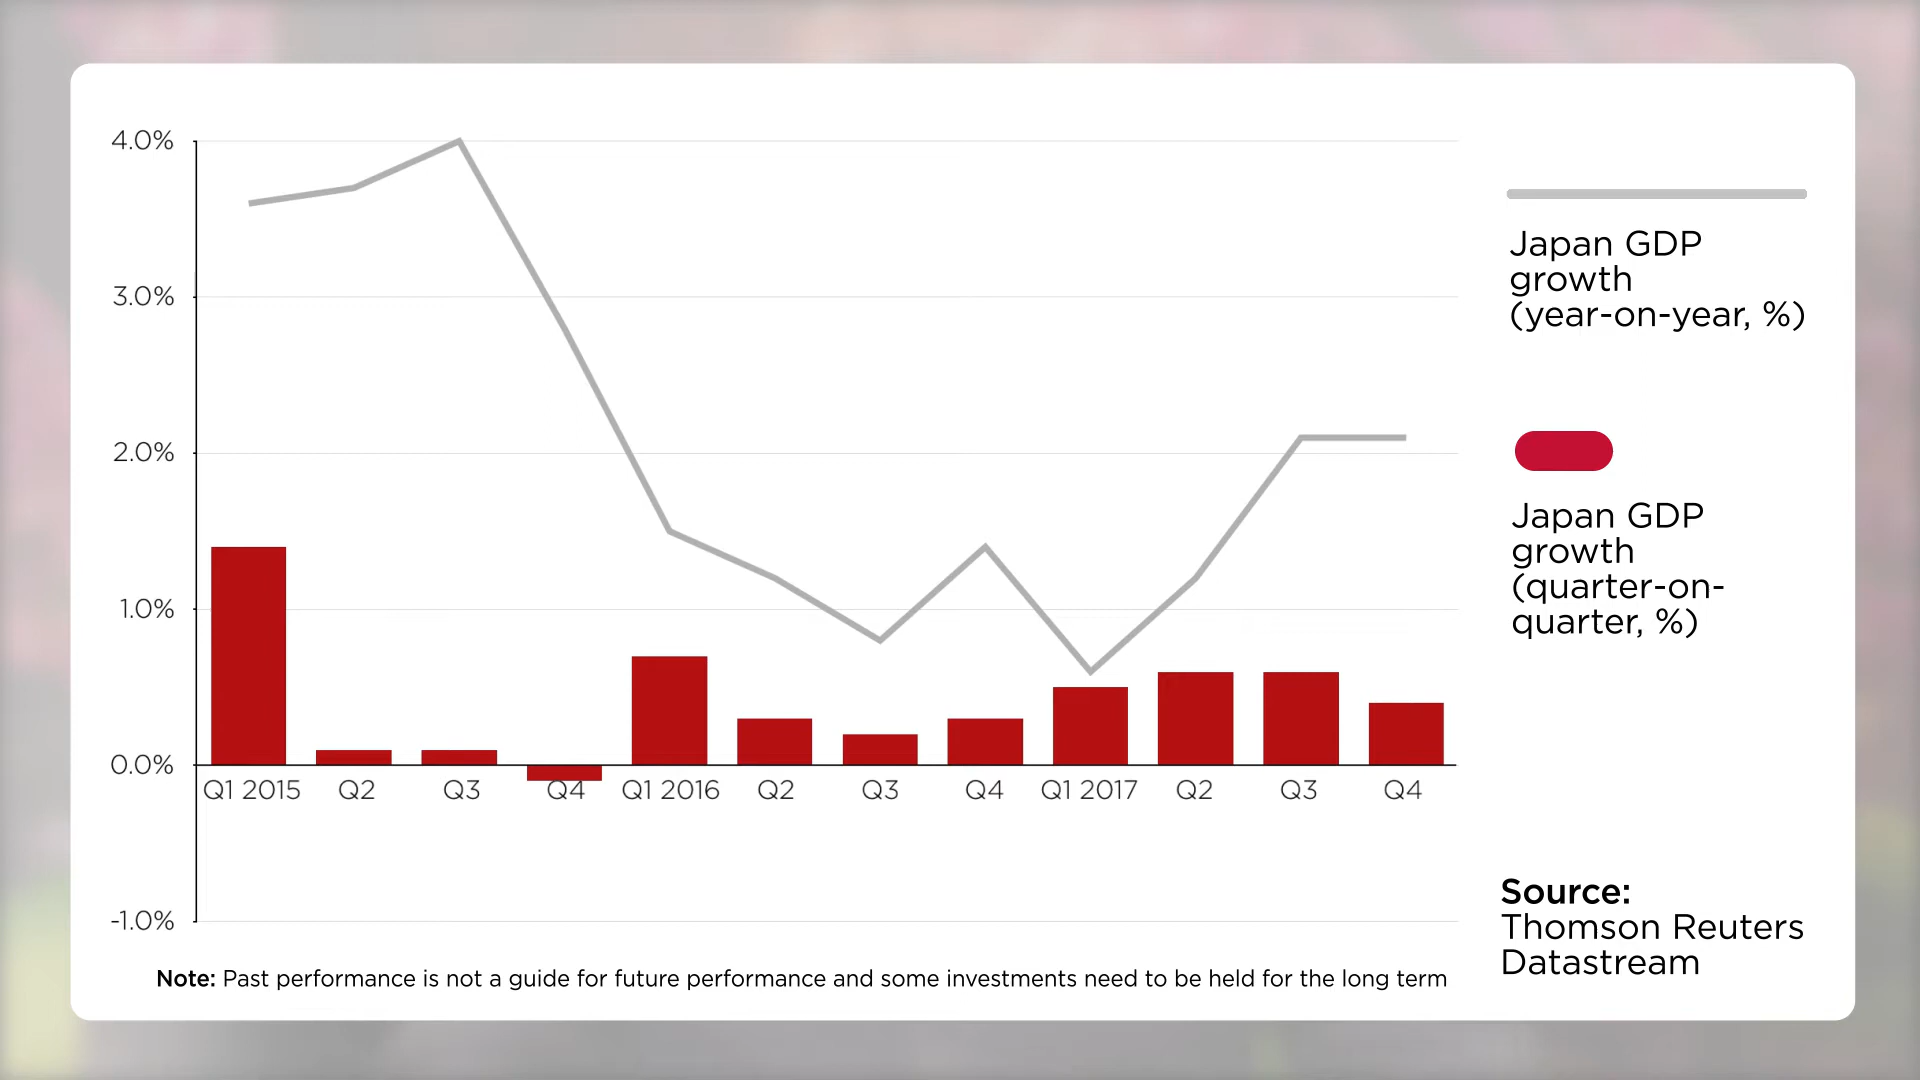 4.0%
3.0%
2.0%
1.0%
0.0%
-1.0%
Q1 2015 Q2 Q3 Q4 Q1 2016 Q2 Q3 Q4 Q1 2017 Q2 Q3 Q4
Note: Past performance is not a guide for future performance and some investments need to be held for the long term
Japan GDP
growth
(year-on-year, %)
Japan GDP
growth
(quarter-on-
quarter, %)
Source:
Thomson Reuters
Datastream